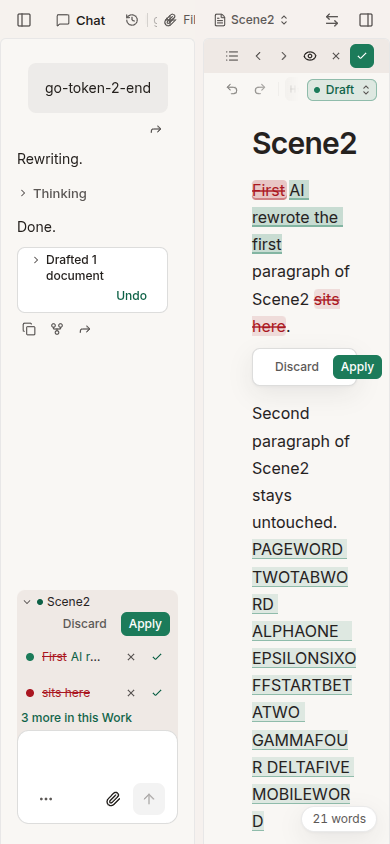 Chat
Fil
Scene2
go-token-2-end
Rewriting.
Thinking
Done.
Drafted 1
document
Undo
Scene2
Discard
Apply
First AI r...
sits here
3 more in this Work
Draft
Scene2
First AI
rewrote the
first
paragraph of
Scene2 sits
here.
Discard
Apply
Second
paragraph of
Scene2
stays
untouched.
PAGEWORD
TWOTABWO
RD
ALPHAONE
EPSILONSIXO
FFSTARTBET
ATWO
GAMMAFOU
R DELTAFIVE
MOBILEWOR
D
21 words